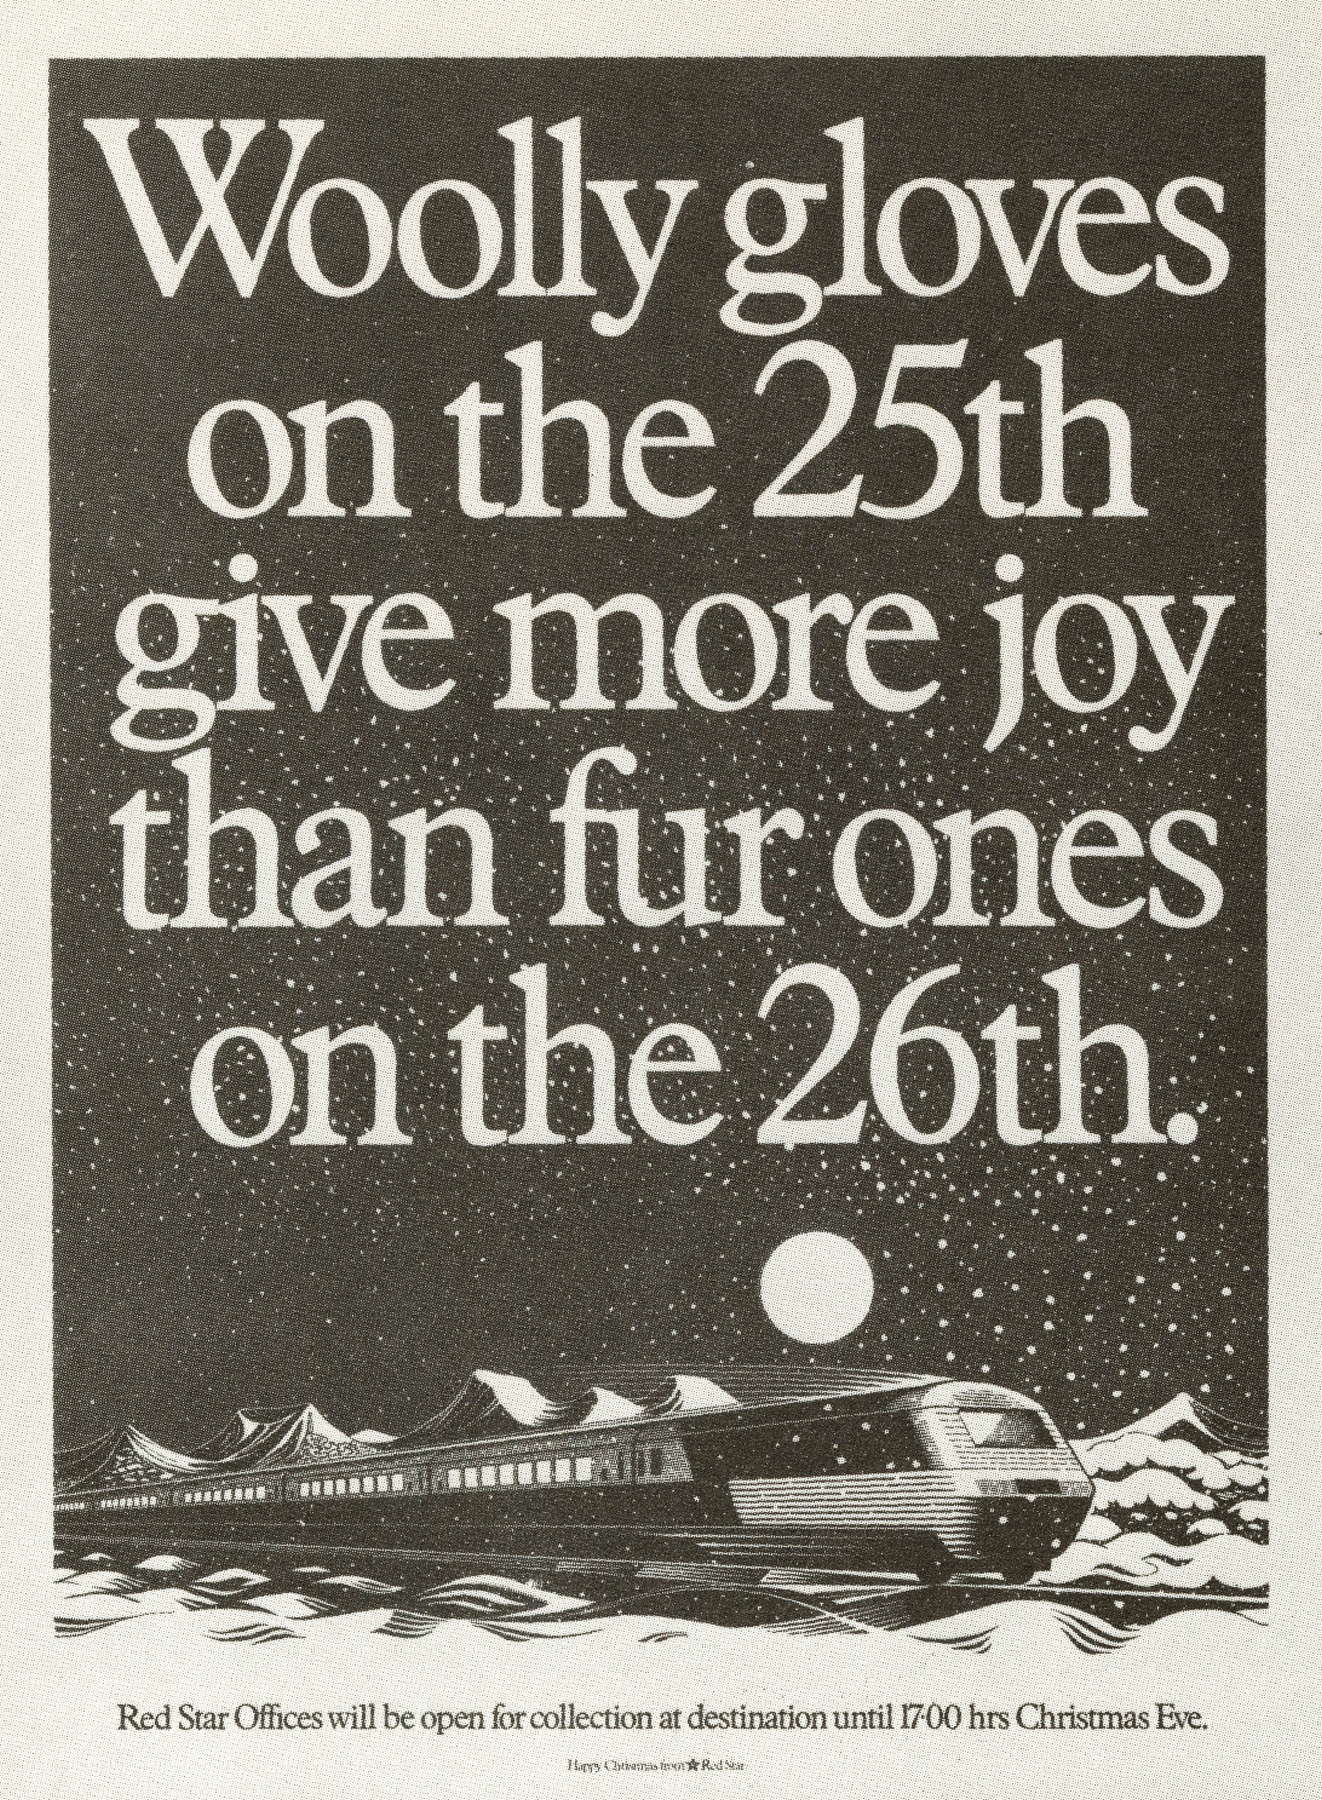 Woolly gloves
on the 25th
give more joy
than fur ones
on the 26th.
Red Star Offices will be open for collection at destination until 17·00 hrs Christmas Eve.
Happy Christmas from ★ Red Star